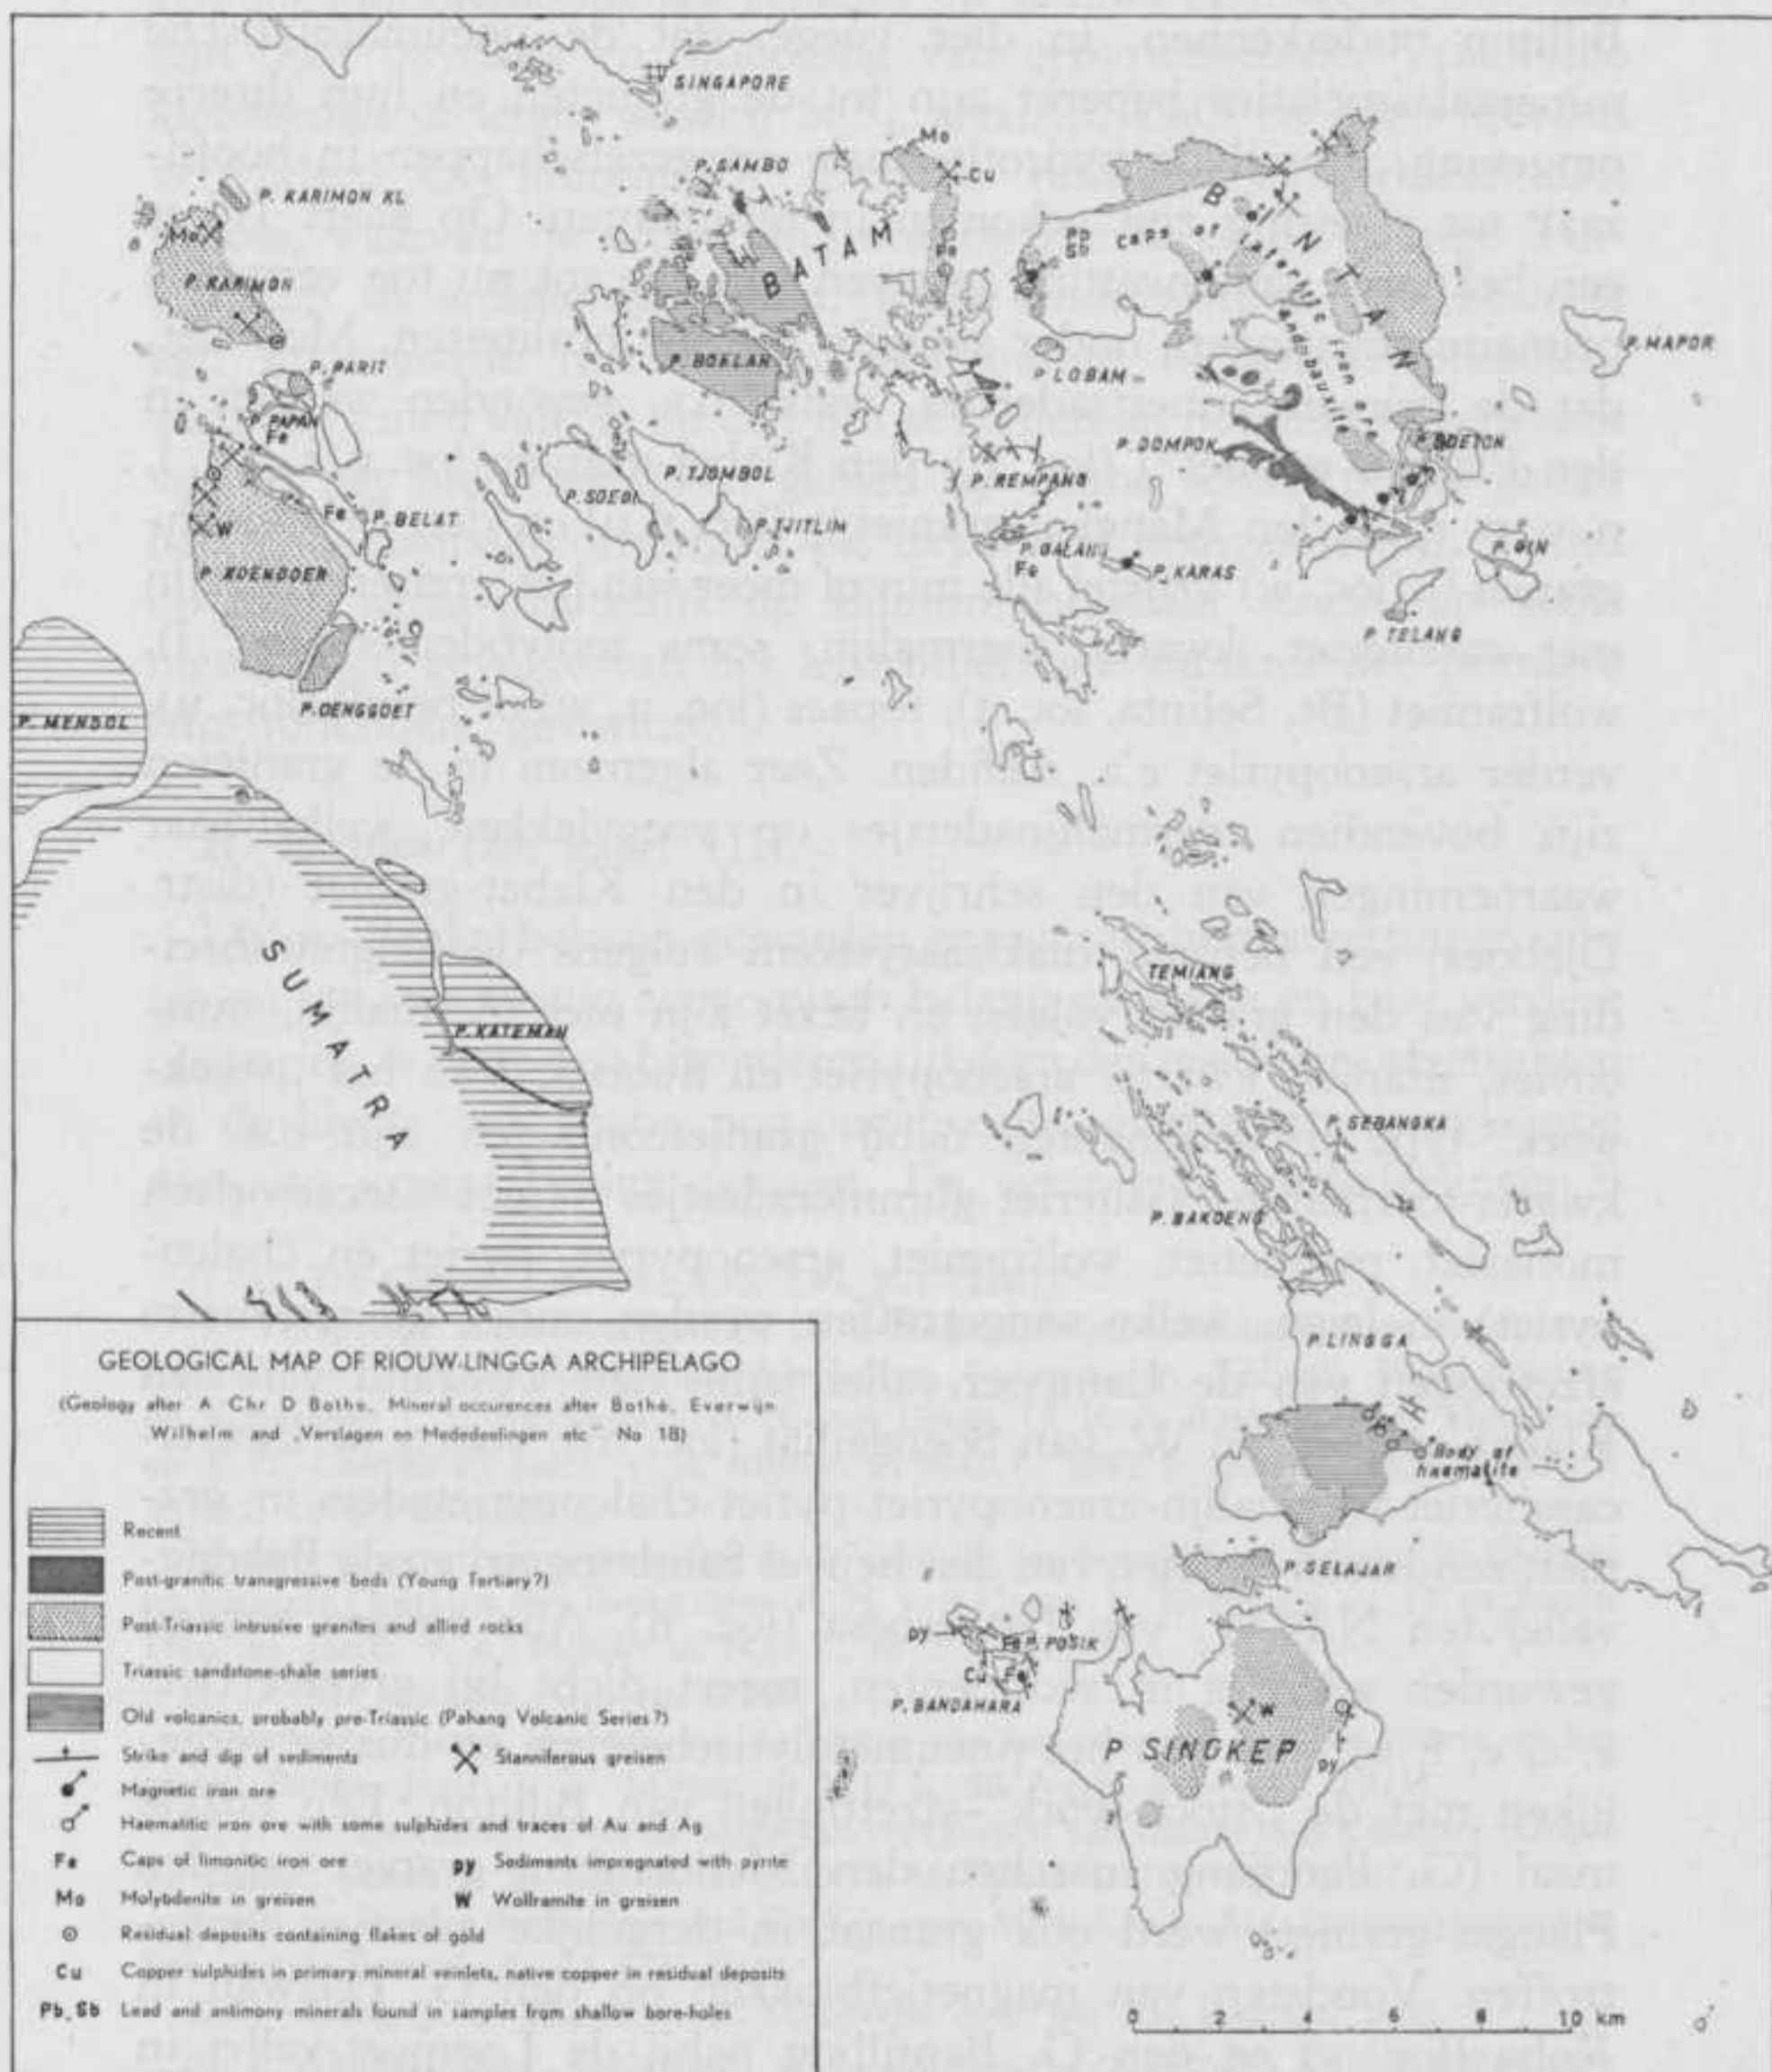 SINGAPORE
P. SAMBO
Mo
Cu
P. KARIMON KL
Mo
P. KARIMON
BATAM
Fe
BINTAN
Pb
Sb
Caps of lateritic iron ore
and bauxite
P. MAPOR
P. PARIT
P. BOELAN
P. LOBAM
P. PAPAN
Fe
P. DOMPOK
P. BOETON
P. SOEGI
P. TJOMBOL
P. REMPANG
Fe
P. BELAT
P. TJITLIM
W
P. GALANG
Fe
P. KARAS
P. GIN
P. KOENDOER
P. TELANG
P. OENGGOET
P. MENDOL
SUMATRA
TEMIANG
P. KATEMAN
P. SEBANGKA
P. BAKOENG
P. LINGGA
Body of
haematite
P. SELAJAR
py
Fe
P. POSIK
Cu
Fe
P. BANDAHARA
W
P SINGKEP
py
GEOLOGICAL MAP OF RIOUW-LINGGA ARCHIPELAGO
(Geology after A Chr D Bothe, Mineral occurences after Bothé, Everwijn
Wilhelm and „Verslagen en Mededeelingen etc" No 18)
Recent
Post-granitic transgressive beds (Young Tertiary?)
Post-Triassic intrusive granites and allied rocks
Triassic sandstone-shale series
Old volcanics, probably pre-Triassic (Pahang Volcanic Series?)
Strike and dip of sediments
Stanniferous greisen
Magnetic iron ore
Haematitic iron ore with some sulphides and traces of Au and Ag
Fe Caps of limonitic iron ore
py Sediments impregnated with pyrite
Mo Molybdenite in greisen
W Wolframite in greisen
Residual deposits containing flakes of gold
Cu Copper sulphides in primary mineral veinlets, native copper in residual deposits
Pb, Sb Lead and antimony minerals found in samples from shallow bore-holes
0 2 4 6 8 10 km